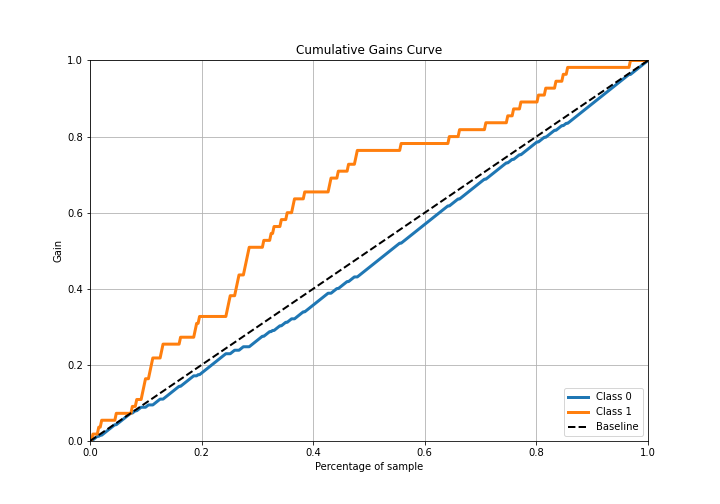 Cumulative Gains Curve
1.0
0.8
0.6
0.4
0.2
0.0
Gain
0.0 0.2 0.4 0.6 0.8 1.0
Percentage of sample
Class 0
Class 1
Baseline